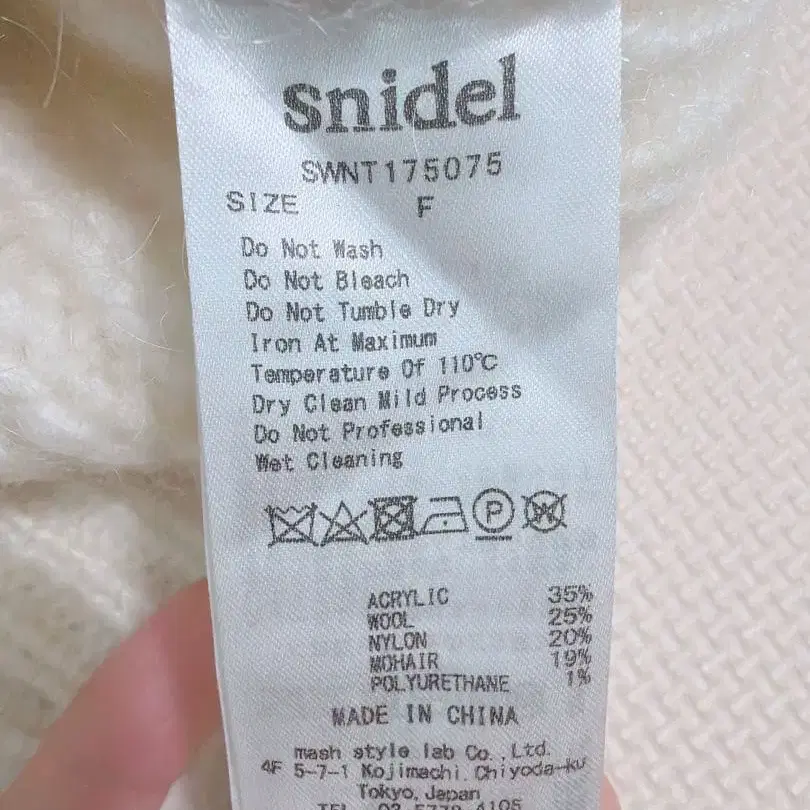 snidel
SWNT175075
SIZE F
Do Not Wash
Do Not Bleach
Do Not Tumble Dry
Iron At Maximum
Temperature Of 110℃
Dry Clean Mild Process
Do Not Professional
Wet Cleaning
P W
ACRYLIC 35%
WOOL 25%
NYLON 20%
MOHAIR 19%
POLYURETHANE 1%
MADE IN CHINA
mash style lab Co.,Ltd.
4F 5-7-1 Kojimachi.Chiyoda-ku
Tokyo,Japan
TEL